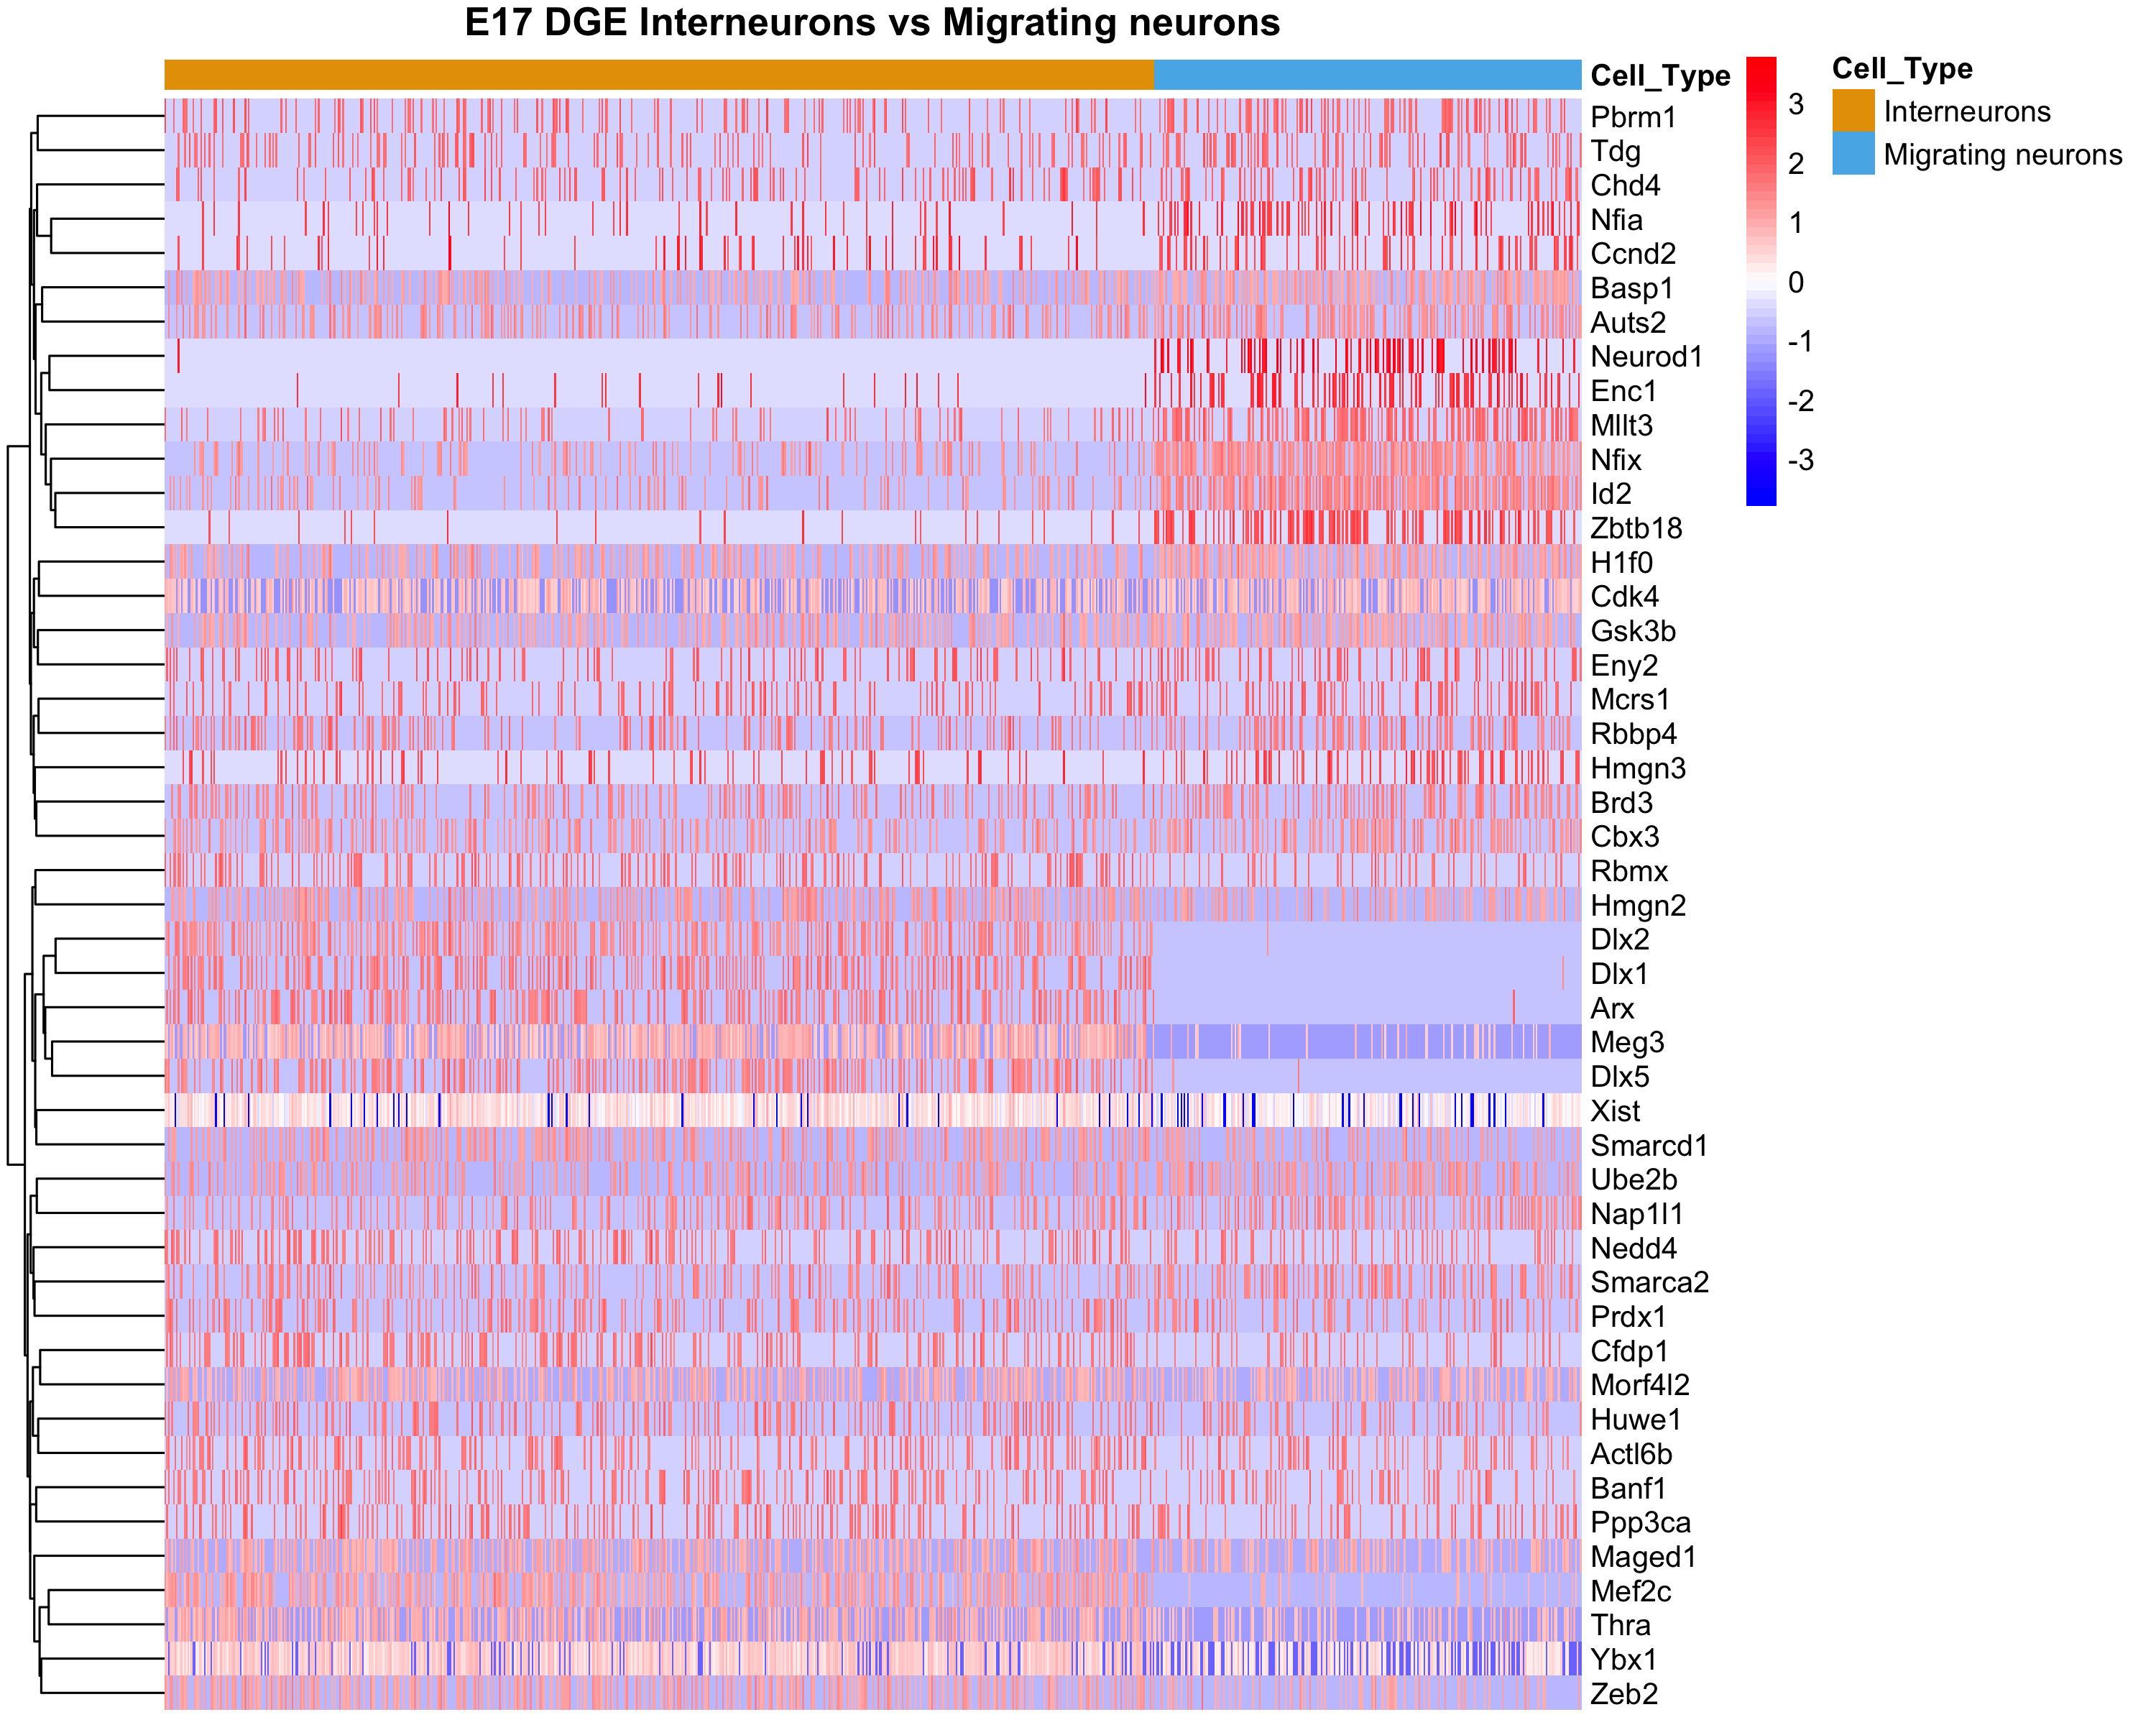 E17 DGE Interneurons vs Migrating neurons
Cell_Type
Pbrm1
Tdg
Chd4
Nfia
Ccnd2
Basp1
Auts2
Neurod1
Enc1
Mllt3
Nfix
Id2
Zbtb18
H1f0
Cdk4
Gsk3b
Eny2
Mcrs1
Rbbp4
Hmgn3
Brd3
Cbx3
Rbmx
Hmgn2
Dlx2
Dlx1
Arx
Meg3
Dlx5
Xist
Smarcd1
Ube2b
Nap1l1
Nedd4
Smarca2
Prdx1
Cfdp1
Morf4l2
Huwe1
Actl6b
Banf1
Ppp3ca
Maged1
Mef2c
Thra
Ybx1
Zeb2
3
2
1
0
-1
-2
-3
Cell_Type
Interneurons
Migrating neurons